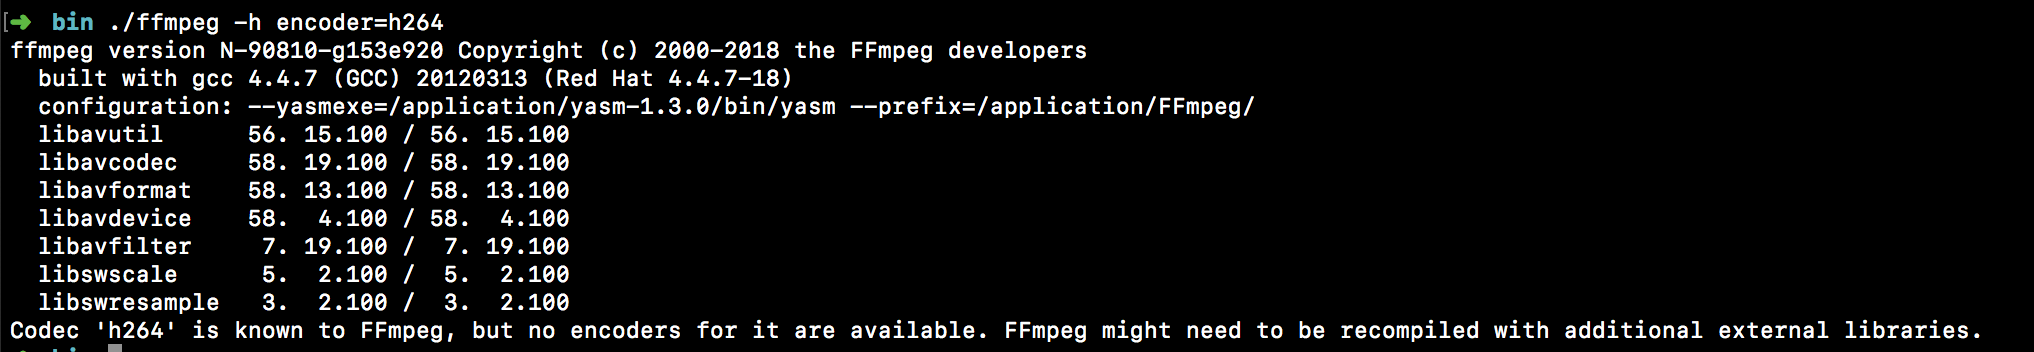 [➜  bin ./ffmpeg -h encoder=h264
ffmpeg version N-90810-g153e920 Copyright (c) 2000-2018 the FFmpeg developers
  built with gcc 4.4.7 (GCC) 20120313 (Red Hat 4.4.7-18)
  configuration: --yasmexe=/application/yasm-1.3.0/bin/yasm --prefix=/application/FFmpeg/
  libavutil      56. 15.100 / 56. 15.100
  libavcodec     58. 19.100 / 58. 19.100
  libavformat    58. 13.100 / 58. 13.100
  libavdevice    58.  4.100 / 58.  4.100
  libavfilter     7. 19.100 /  7. 19.100
  libswscale      5.  2.100 /  5.  2.100
  libswresample   3.  2.100 /  3.  2.100
Codec 'h264' is known to FFmpeg, but no encoders for it are available. FFmpeg might need to be recompiled with additional external libraries.